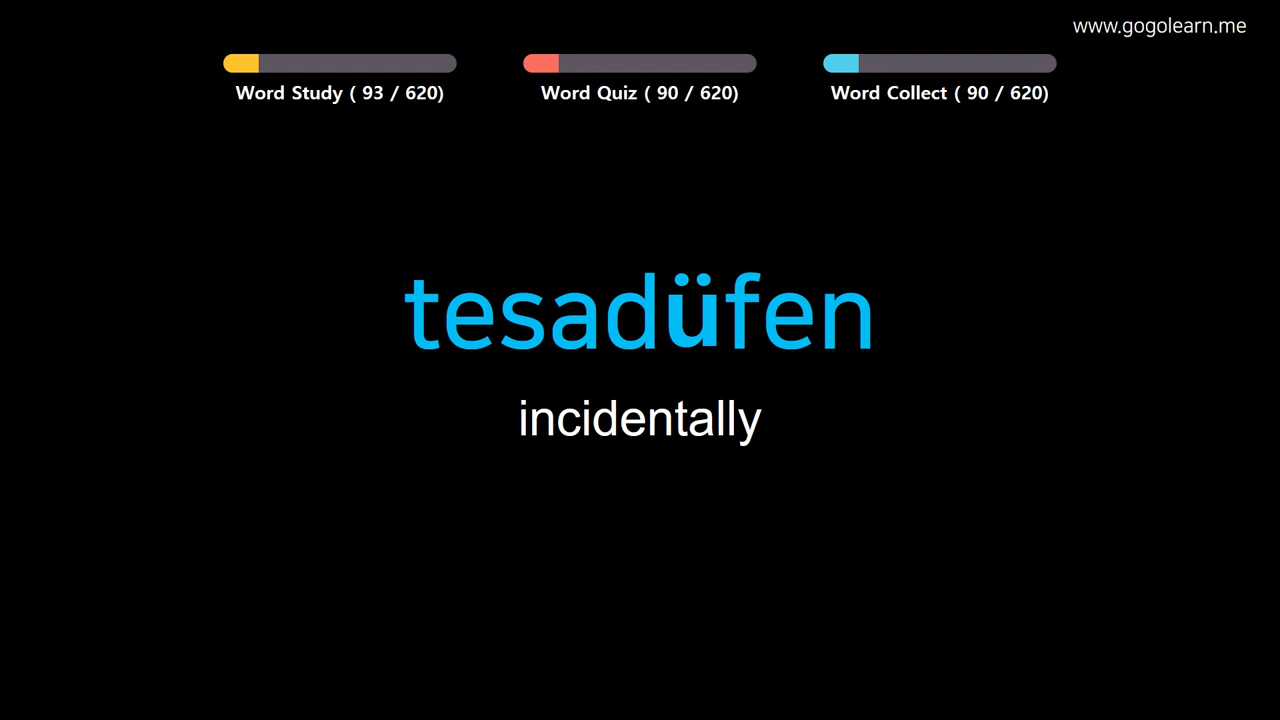 www.gogolearn.me
Word Study ( 93 / 620)
Word Quiz ( 90 / 620)
Word Collect ( 90 / 620)
tesadüfen
incidentally